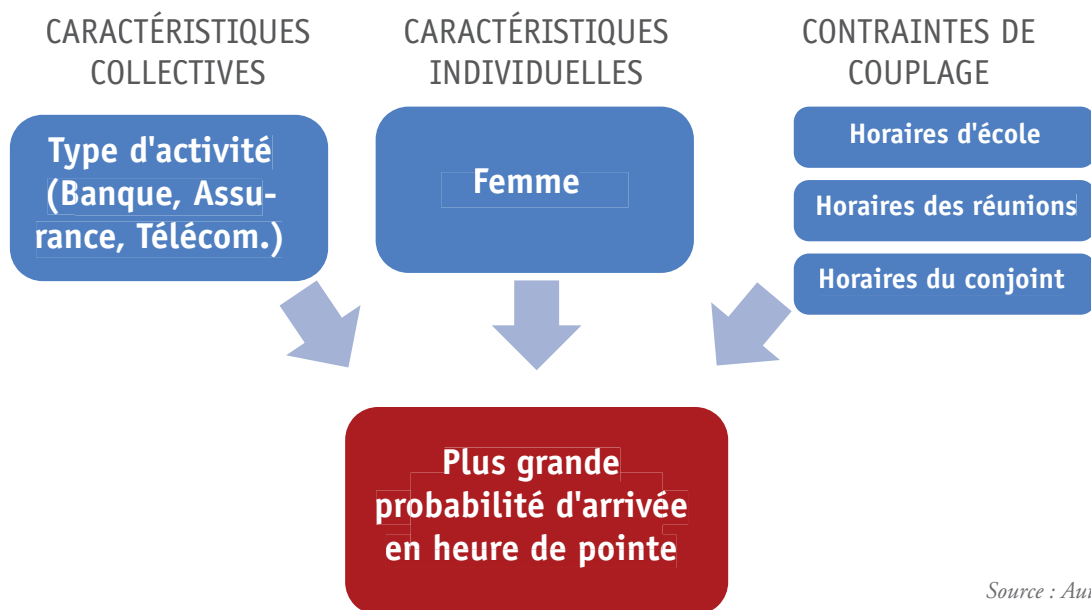 CARACTÉRISTIQUES
COLLECTIVES
CARACTÉRISTIQUES
INDIVIDUELLES
CONTRAINTES DE
COUPLAGE
Type d'activité
(Banque, Assu-
rance, Télécom.)
Femme
Horaires d'école
Horaires des réunions
Horaires du conjoint
Plus grande
probabilité d'arrivée
en heure de pointe
Source :